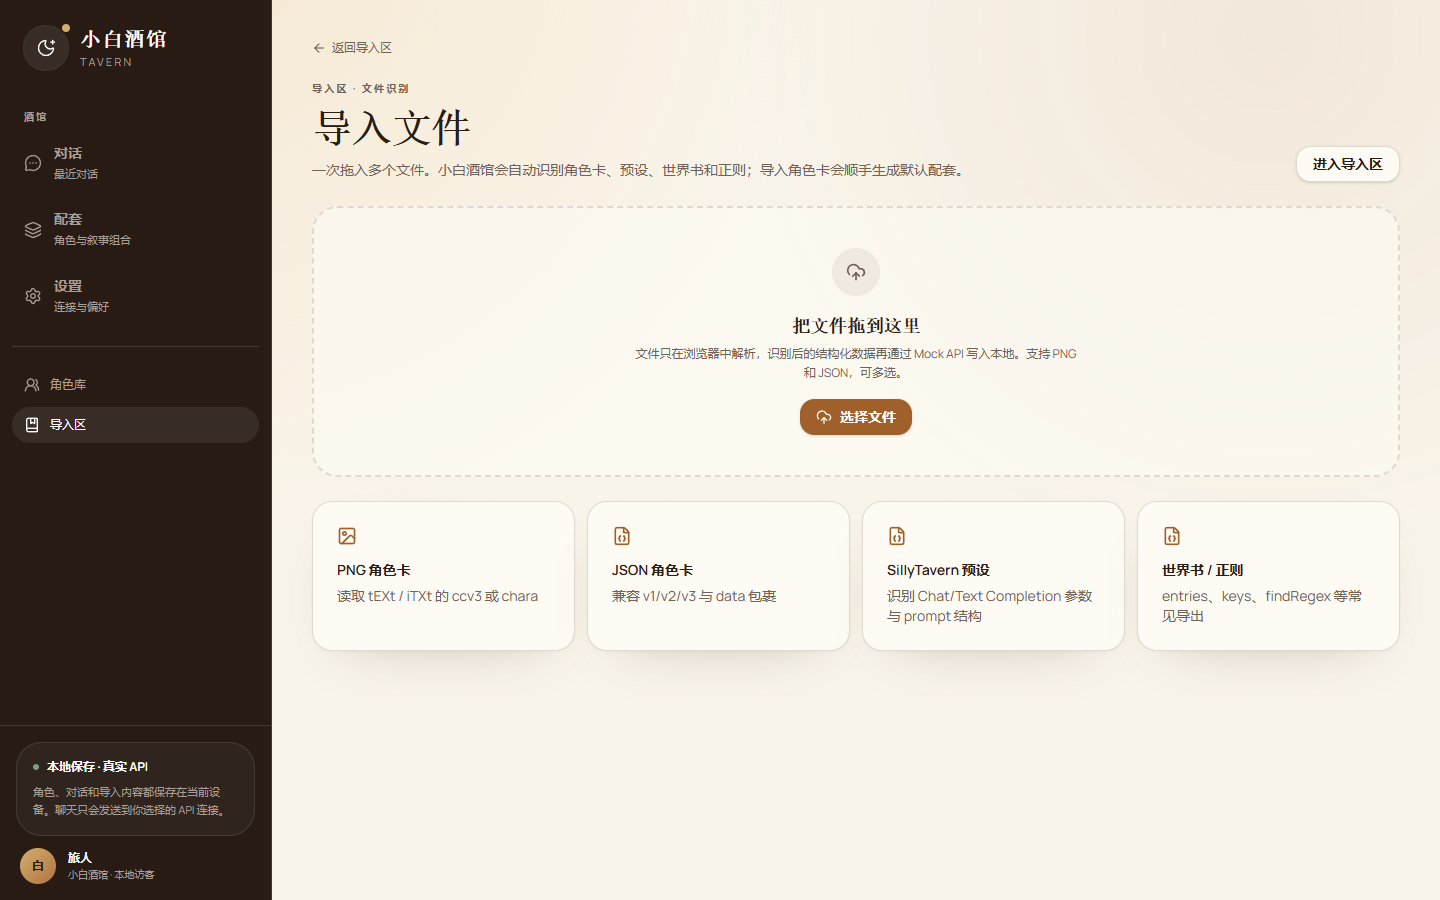 小白酒馆
TAVERN
酒馆
对话
最近对话
配套
角色与叙事组合
设置
连接与偏好
角色库
导入区
本地保存 · 真实 API
角色、对话和导入内容都保存在当前设
备。聊天只会发送到你选择的 API 连接。
白
旅人
小白酒馆 · 本地访客
返回导入区
导入区 · 文件识别
导入文件
一次拖入多个文件。小白酒馆会自动识别角色卡、预设、世界书和正则；导入角色卡会顺手生成默认配套。
进入导入区
把文件拖到这里
文件只在浏览器中解析，识别后的结构化数据再通过 Mock API 写入本地。支持 PNG
和 JSON，可多选。
选择文件
PNG 角色卡
读取 tEXt / iTXt 的 ccv3 或 chara
JSON 角色卡
兼容 v1/v2/v3 与 data 包裹
SillyTavern 预设
识别 Chat/Text Completion 参数
与 prompt 结构
世界书 / 正则
entries、keys、findRegex 等常
见导出